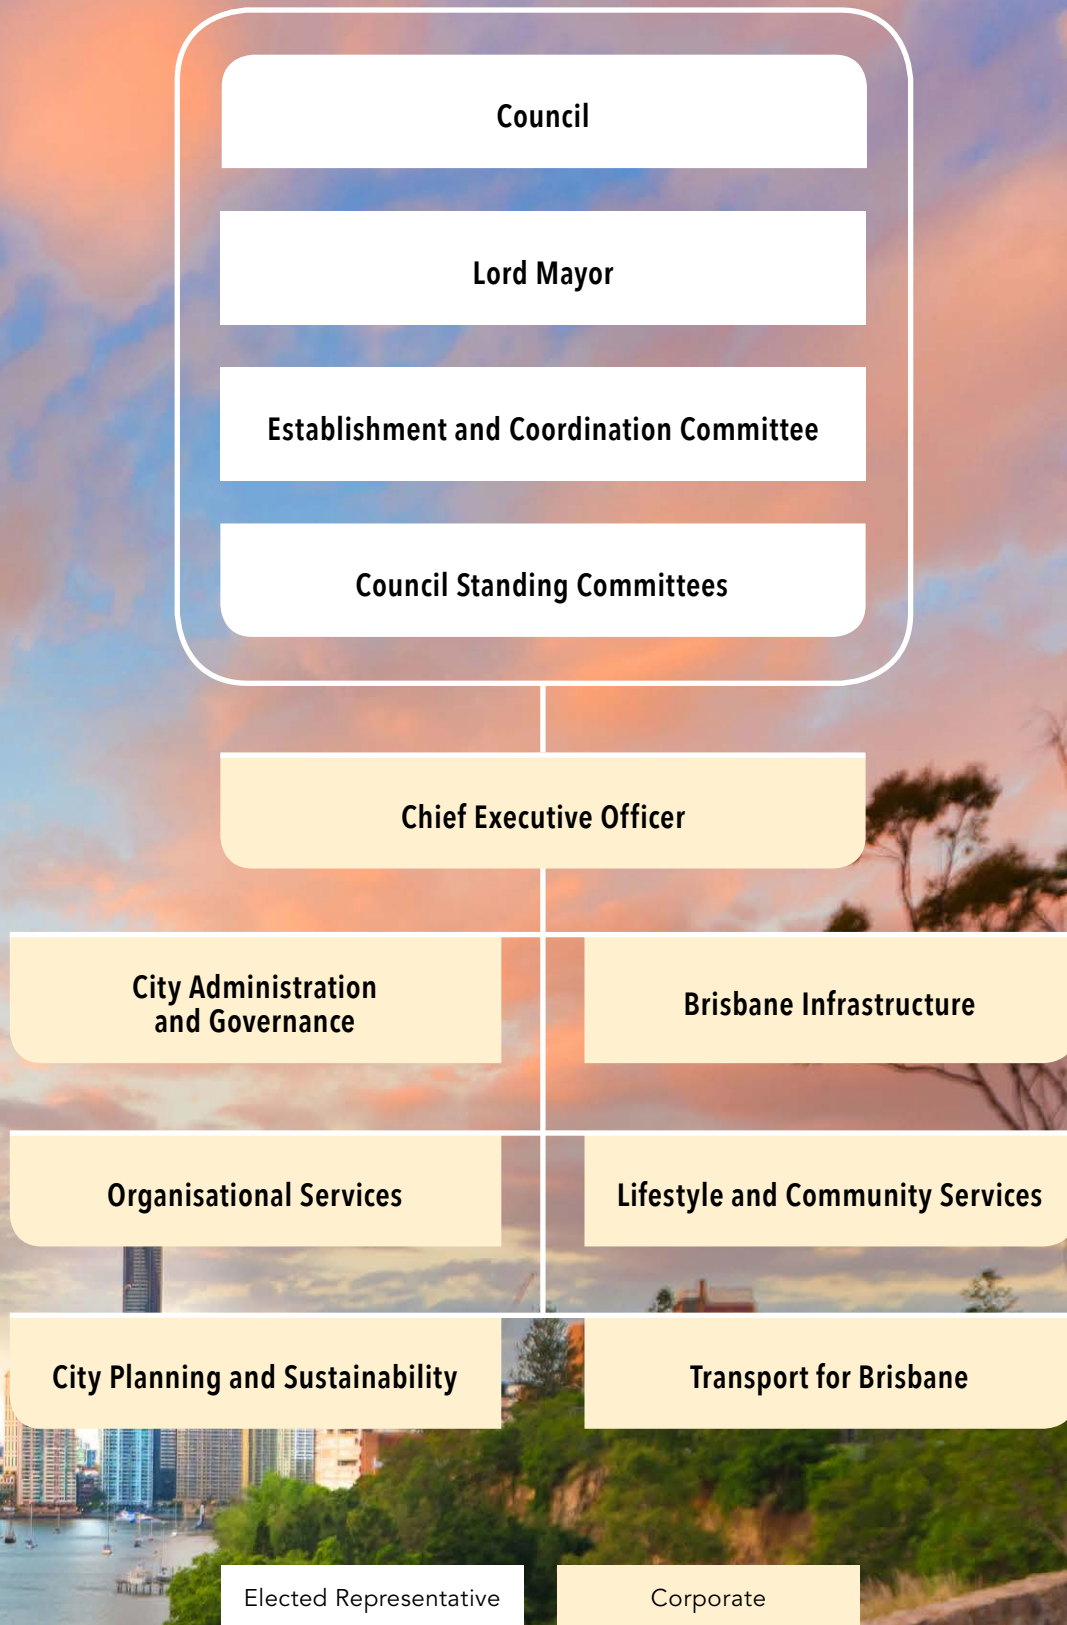 Council
Lord Mayor
Establishment and Coordination Committee
Council Standing Committees
Chief Executive Officer
City Administration
and Governance
Brisbane Infrastructure
Organisational Services
Lifestyle and Community Services
City Planning and Sustainability
Transport for Brisbane
Elected Representative
Corporate